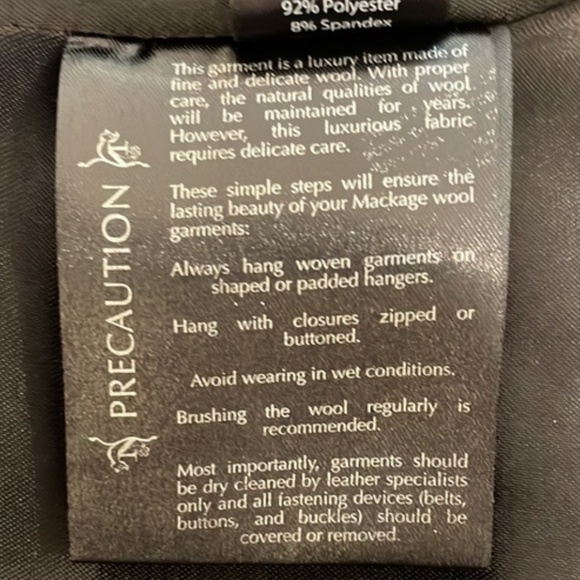 92% Polyester
8% Spandex
PRECAUTION
This garment is a luxury item made of
fine and delicate wool. With proper
care, the natural qualities of wool
will be maintained for years.
However, this luxurious fabric
requires delicate care.
These simple steps will ensure the
lasting beauty of your Mackage wool
garments:
Always hang woven garments on
shaped or padded hangers.
Hang with closures zipped or
buttoned.
Avoid wearing in wet conditions.
Brushing the wool regularly is
recommended.
Most importantly, garments should
be dry cleaned by leather specialists
only and all fastening devices (belts,
buttons, and buckles) should be
covered or removed.